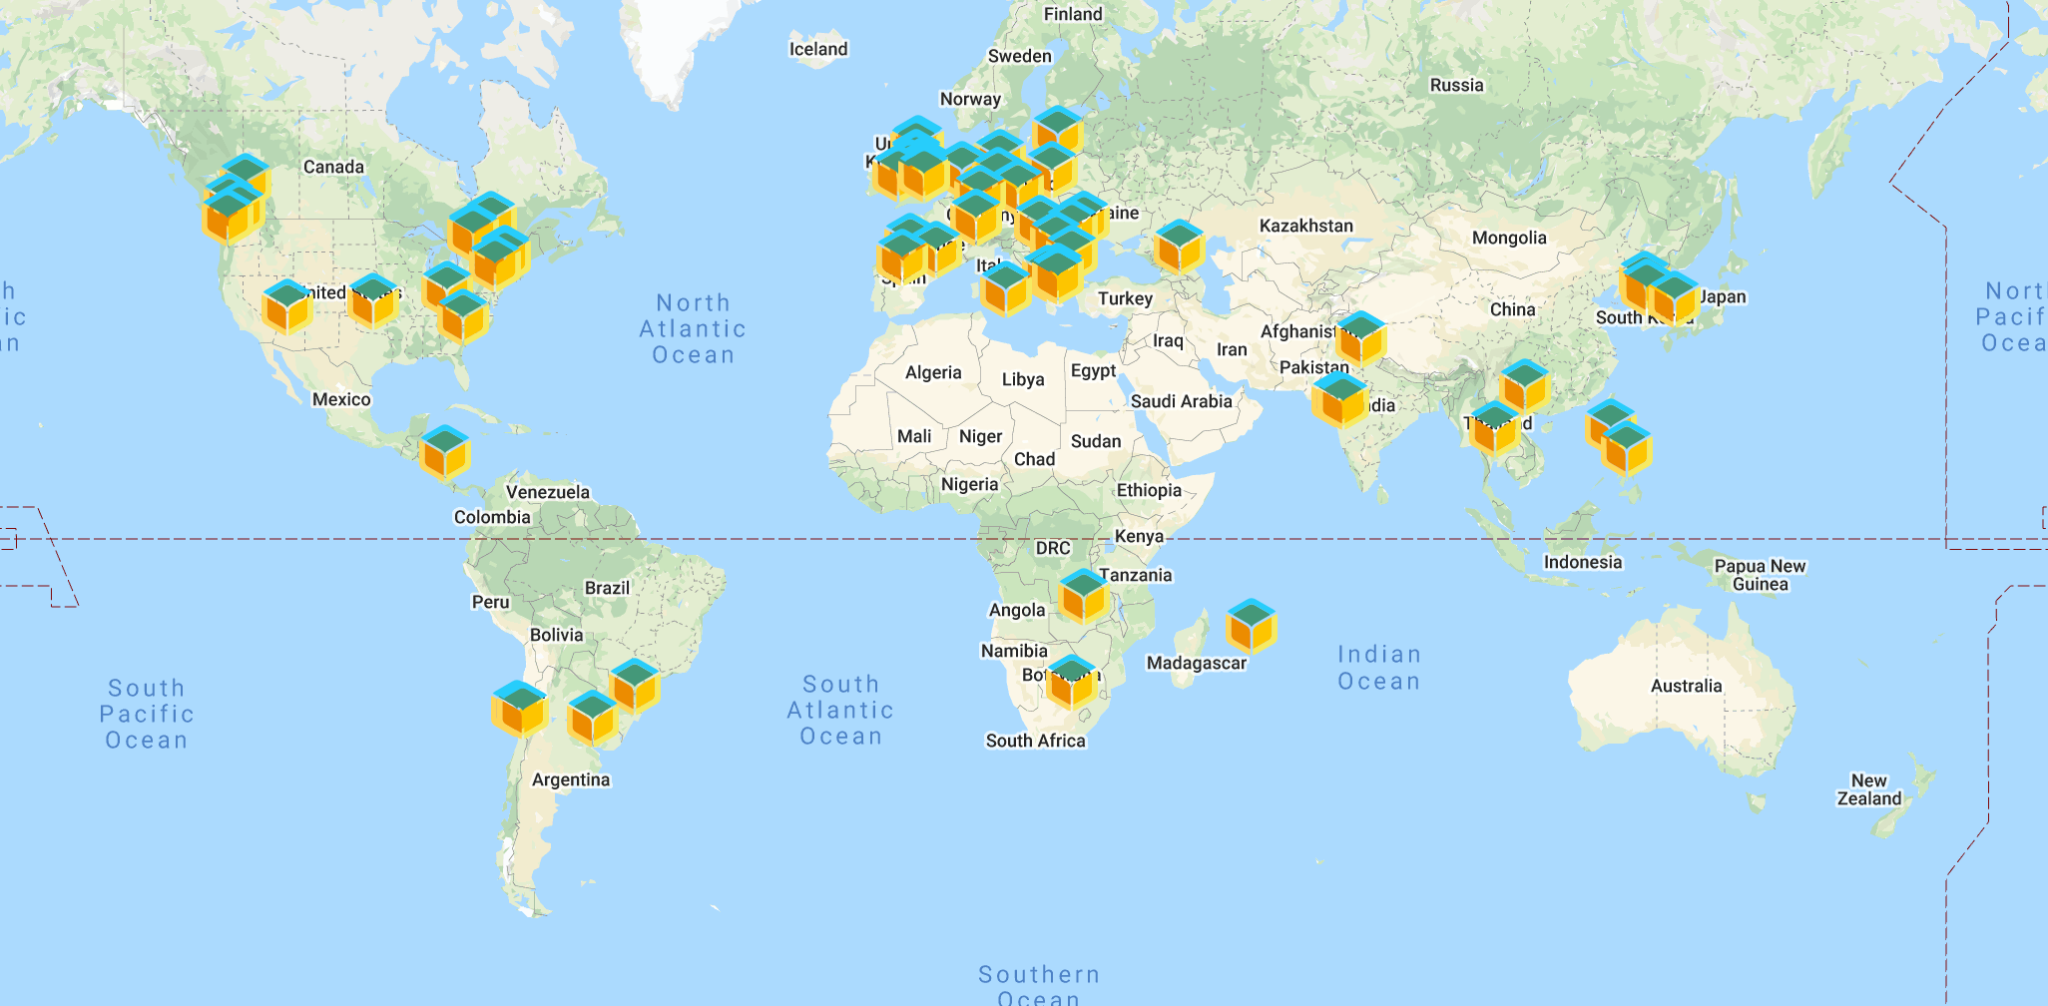 Finland
Iceland
Sweden
Russia
Norway
Canada
Kazakhstan
Mongolia
North
Atlantic
Ocean
Turkey
China
Japan
Afghanist
Iraq
Iran
Pakistan
Algeria
Libya
Egypt
Saudi Arabia
Mexico
Mali
Niger
Sudan
Chad
Nigeria
Ethiopia
Venezuela
Colombia
DRC
Kenya
Indonesia
Papua New
Guinea
Tanzania
Brazil
Peru
Angola
Bolivia
Namibia
Madagascar
Indian
Ocean
Australia
South
Pacific
Ocean
South
Atlantic
Ocean
South Africa
Argentina
New
Zealand
Southern
Ocean